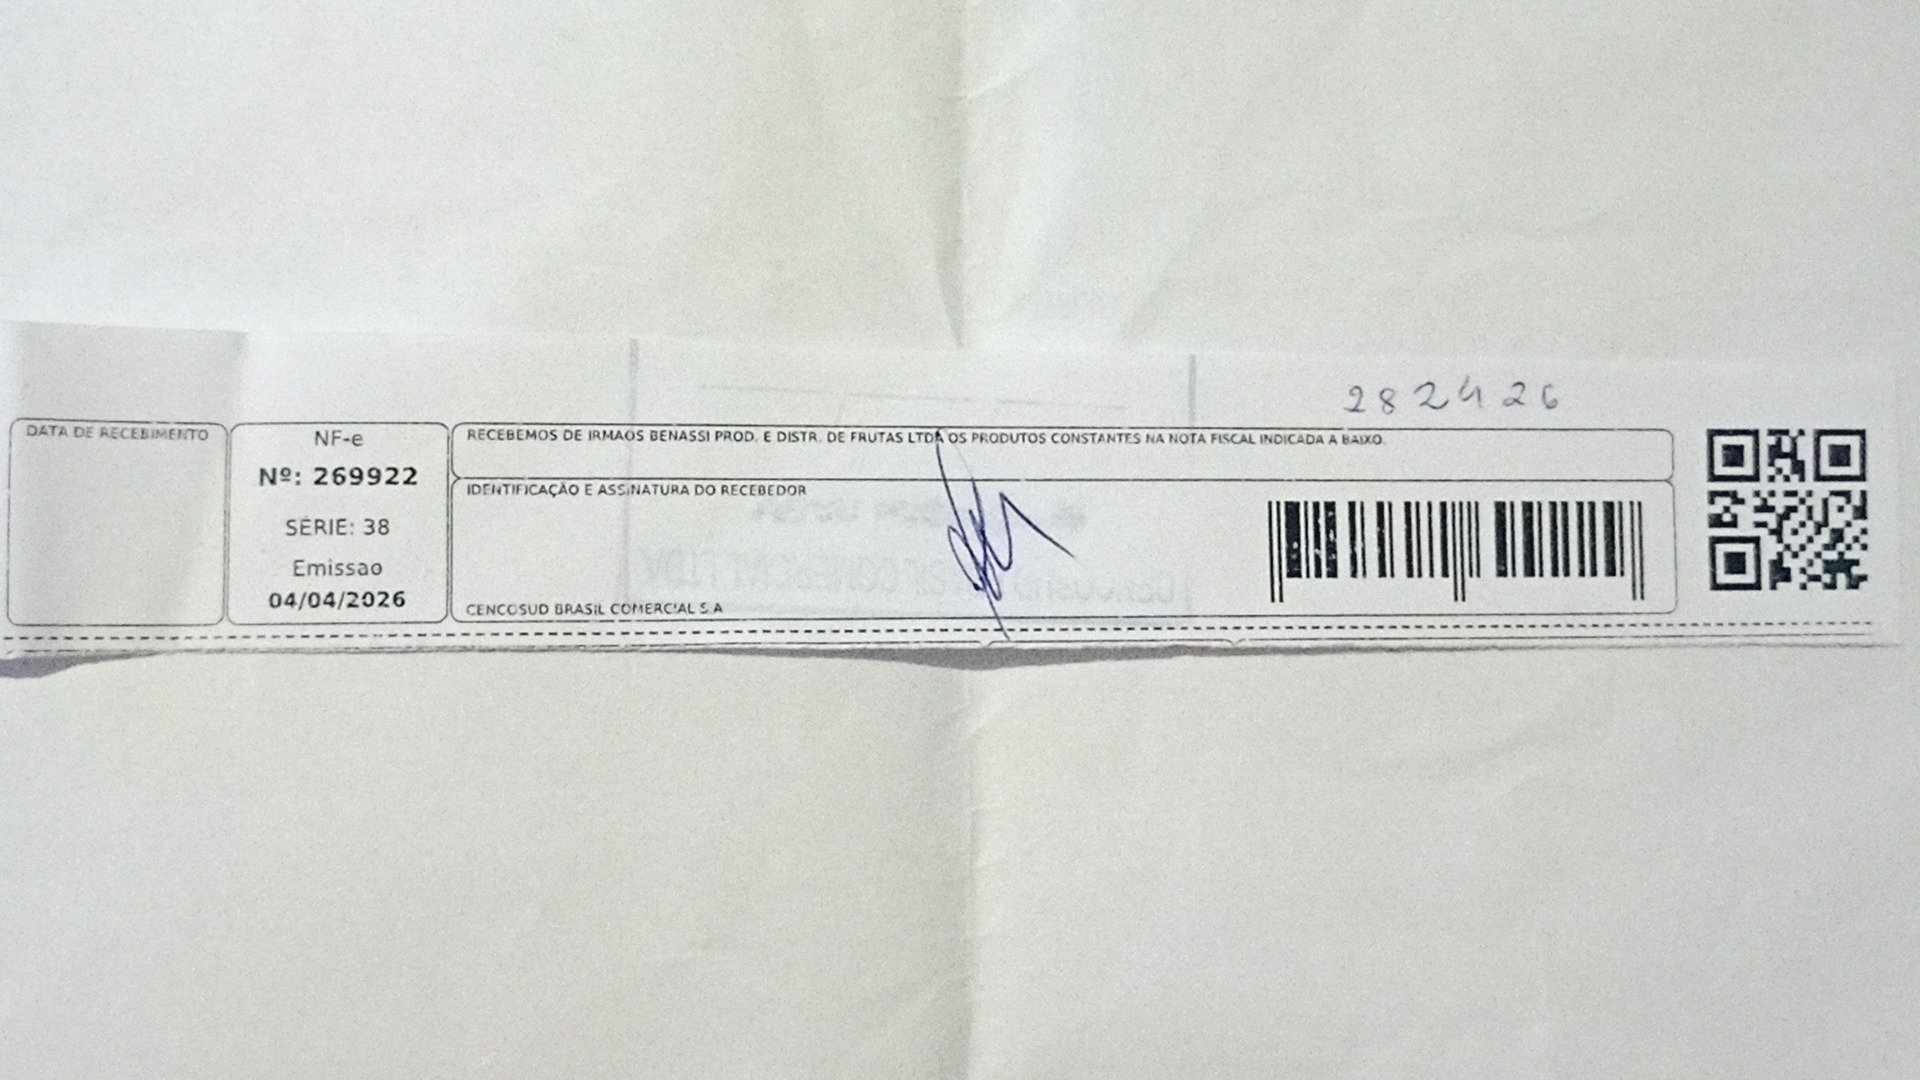 282426
DATA DE RECEBIMENTO
NF-e
Nº: 269922
SÉRIE: 38
Emissao
04/04/2026
RECEBEMOS DE IRMAOS BENASSI PROD. E DISTR. DE FRUTAS LTDA OS PRODUTOS CONSTANTES NA NOTA FISCAL INDICADA A BAIXO.
IDENTIFICAÇÃO E ASSINATURA DO RECEBEDOR
CENCOSUD BRASIL COMERCIAL S.A